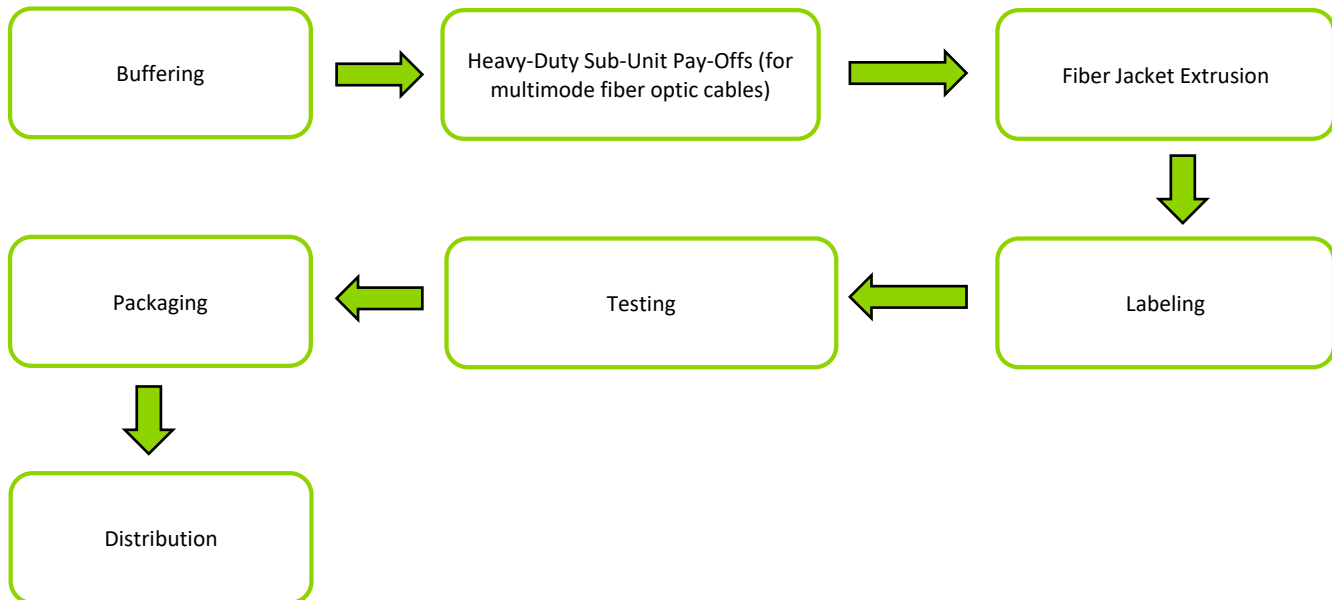 Buffering
Heavy-Duty Sub-Unit Pay-Offs (for
multimode fiber optic cables)
Fiber Jacket Extrusion
Labeling
Testing
Packaging
Distribution